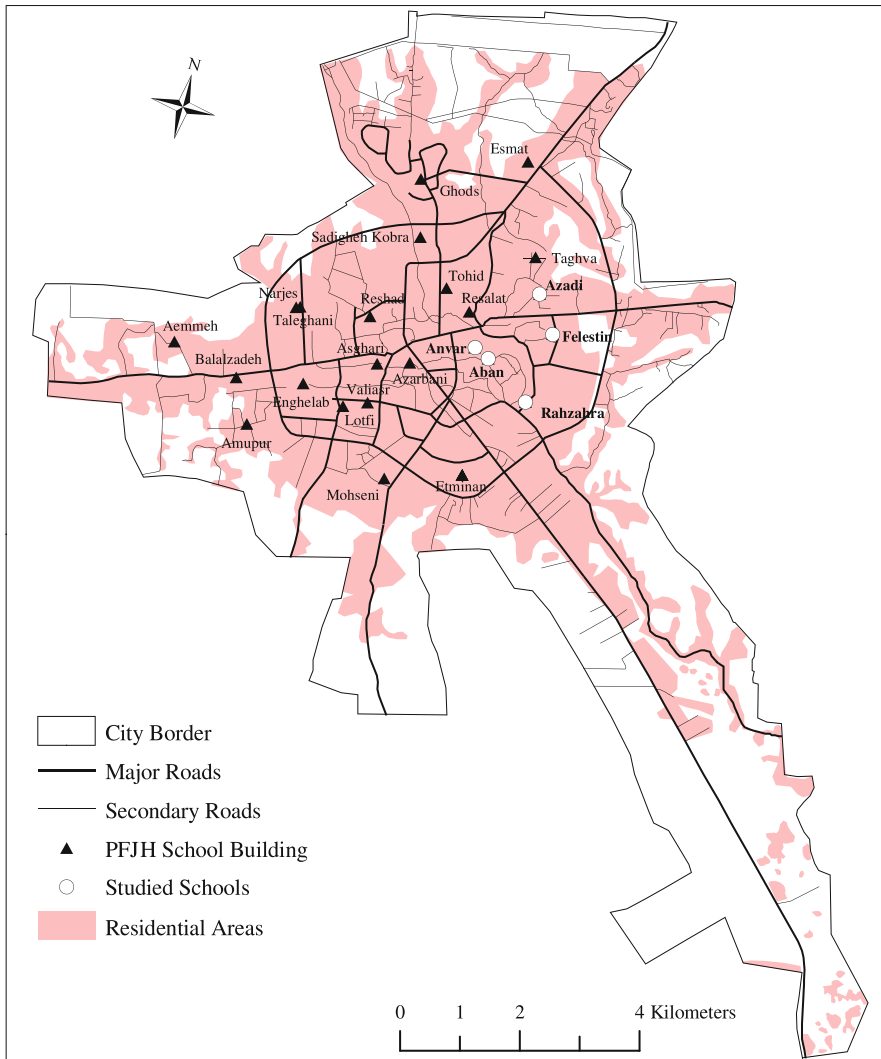 N
Esmat
Ghods
Sadigheh Kobra
Taghva
Tohid
Azadi
Narjes
Reshad
Resalat
Taleghani
Aemmeh
Felestin
Asghari
Anvar
Balalzadeh
Azarbani
Aban
Enghelab
Valiasr
Lotfi
Rahzahra
Amupur
Mohseni
Etminan
City Border
Major Roads
Secondary Roads
PFJH School Building
Studied Schools
Residential Areas
0 1 2 4 Kilometers